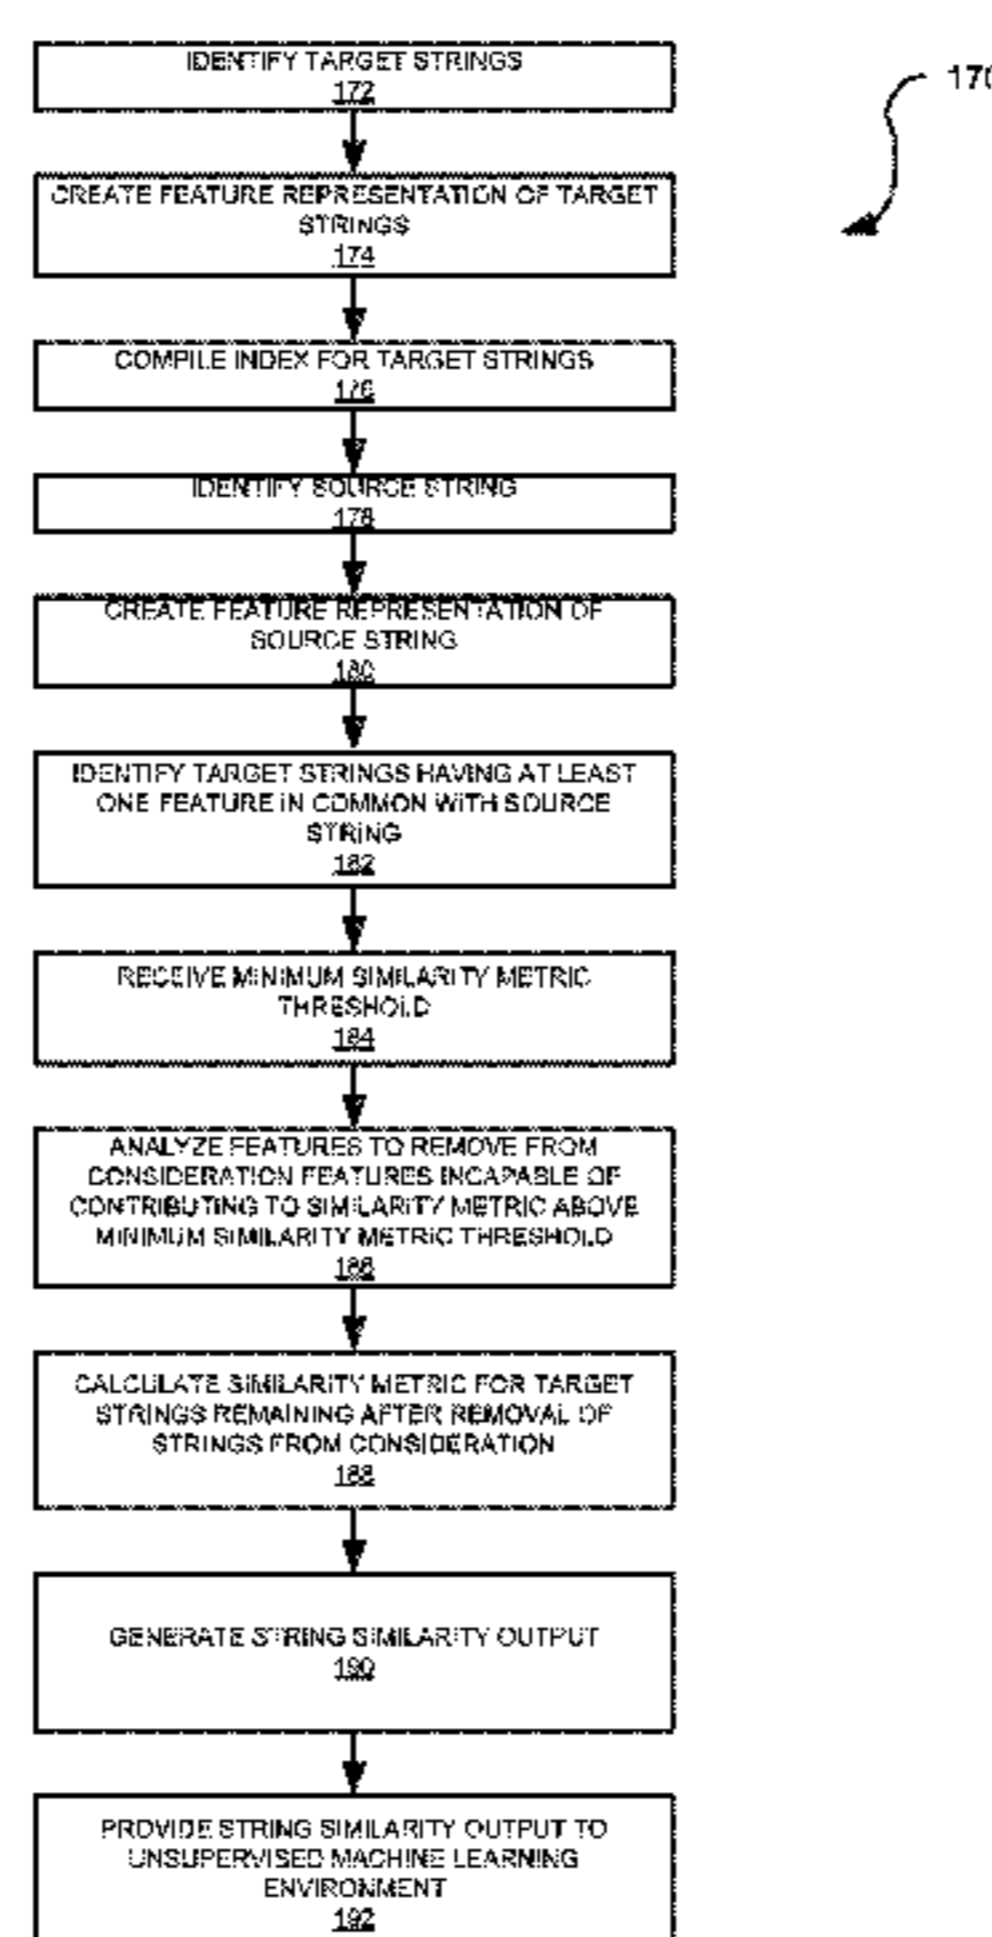 IDENTIFY TARGET STRINGS
172
170
CREATE FEATURE REPRESENTATION OF TARGET
STRINGS
174
COMPILE INDEX FOR TARGET STRINGS
176
IDENTIFY SOURCE STRING
178
CREATE FEATURE REPRESENTATION OF
SOURCE STRING
180
IDENTIFY TARGET STRINGS HAVING AT LEAST
ONE FEATURE IN COMMON WITH SOURCE
STRING
182
RECEIVE MINIMUM SIMILARITY METRIC
THRESHOLD
184
ANALYZE FEATURES TO REMOVE FROM
CONSIDERATION FEATURES INCAPABLE OF
CONTRIBUTING TO SIMILARITY METRIC ABOVE
MINIMUM SIMILARITY METRIC THRESHOLD
186
CALCULATE SIMILARITY METRIC FOR TARGET
STRINGS REMAINING AFTER REMOVAL OF
STRINGS FROM CONSIDERATION
188
GENERATE STRING SIMILARITY OUTPUT
190
PROVIDE STRING SIMILARITY OUTPUT TO
UNSUPERVISED MACHINE LEARNING
ENVIRONMENT
192